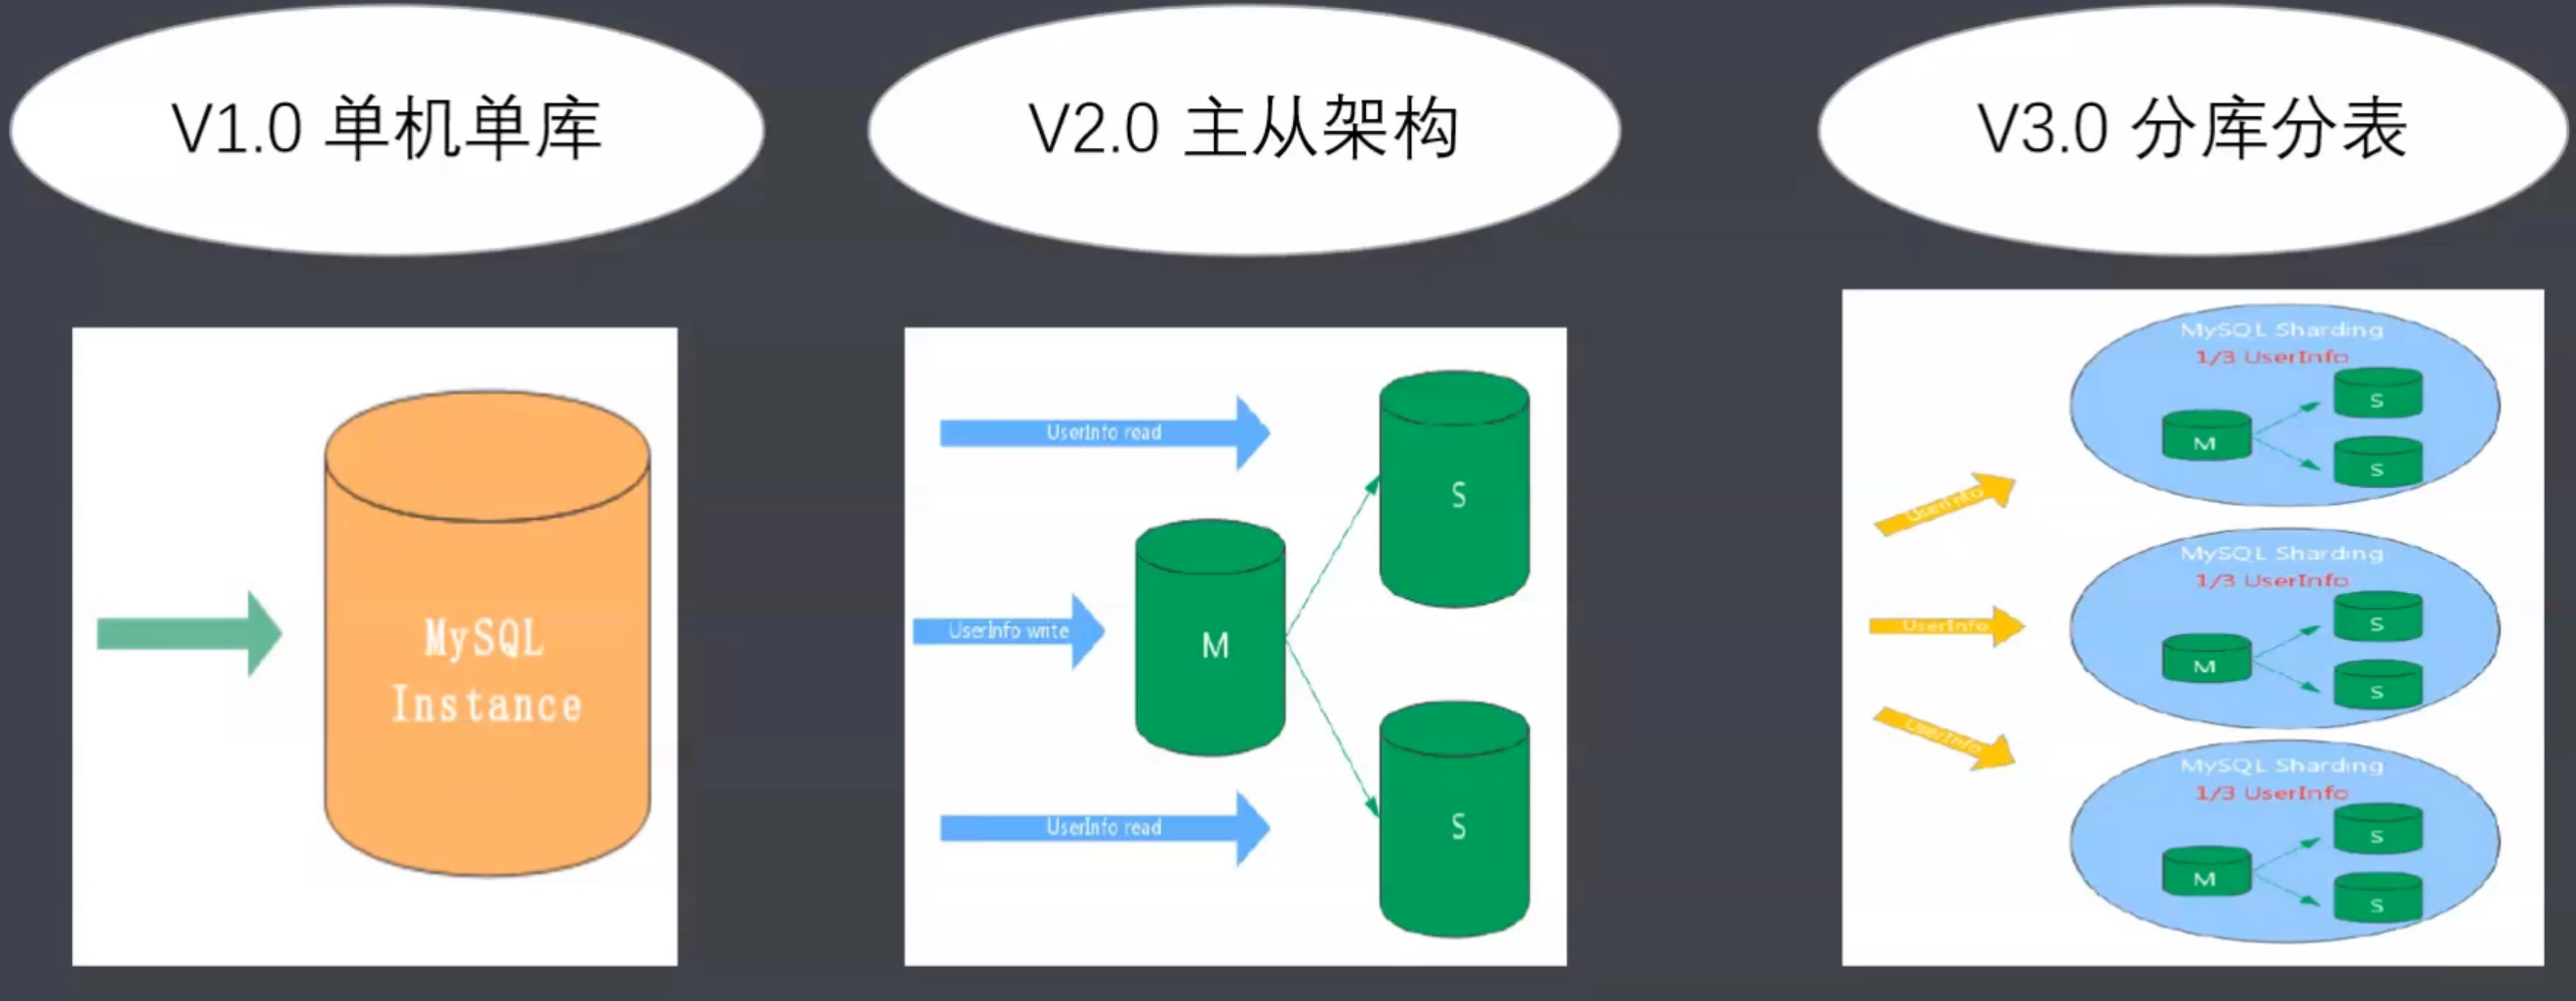 V1.0 单机单库
V2.0 主从架构
V3.0 分库分表
MySQL
Instance
UserInfo read
S
UserInfo write
M
UserInfo read
S
MySQL Sharding
1/3 UserInfo
S
M
S
UserInfo
MySQL Sharding
1/3 UserInfo
UserInfo
S
M
S
UserInfo
MySQL Sharding
1/3 UserInfo
S
M
S